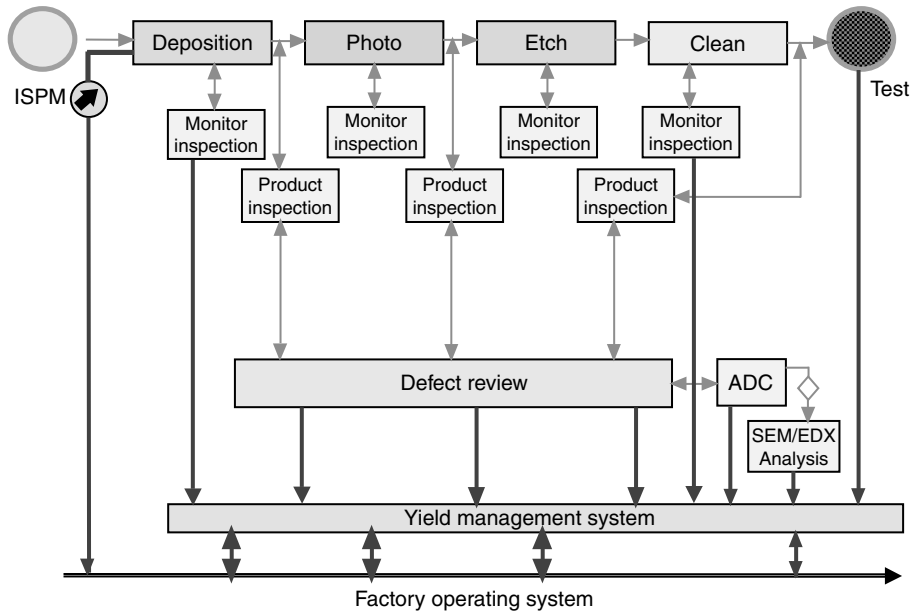 Deposition
Photo
Etch
Clean
ISPM
Test
Monitor
inspection
Monitor
inspection
Monitor
inspection
Monitor
inspection
Product
inspection
Product
inspection
Product
inspection
Defect review
ADC
SEM/EDX
Analysis
Yield management system
Factory operating system